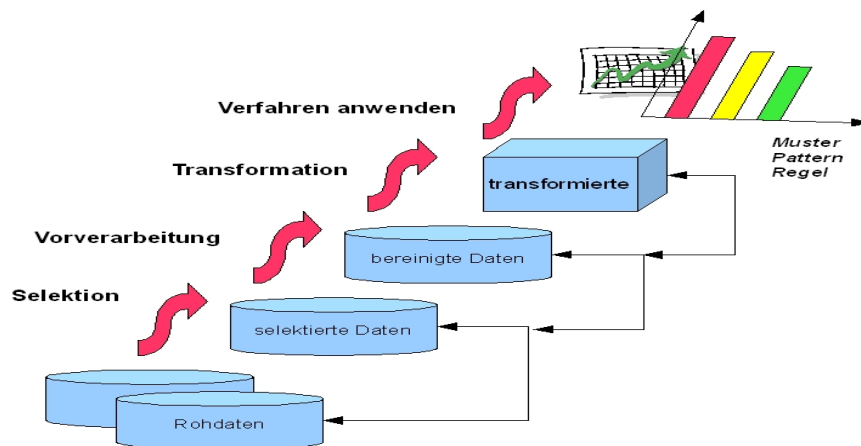 Verfahren anwenden
Muster
Pattern
Regel
Transformation
transformierte
Vorverarbeitung
bereinigte Daten
Selektion
selektierte Daten
Rohdaten